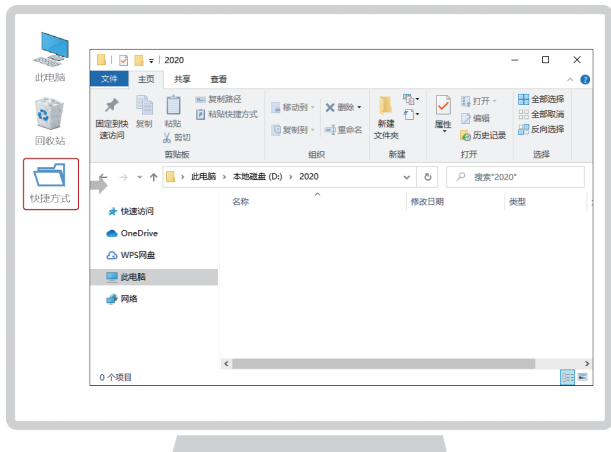 此电脑
回收站
快捷方式
2020
文件 主页 共享 查看
固定到快速访问
复制
粘贴
复制路径
粘贴快捷方式
剪切
剪贴板
移动到
复制到
删除
重命名
组织
新建
文件夹
新建
属性
打开
编辑
历史记录
打开
全部选择
全部取消
反向选择
选择
此电脑 › 本地磁盘 (D:) › 2020
搜索"2020"
名称 修改日期 类型
快速访问
OneDrive
WPS网盘
此电脑
网络
0 个项目